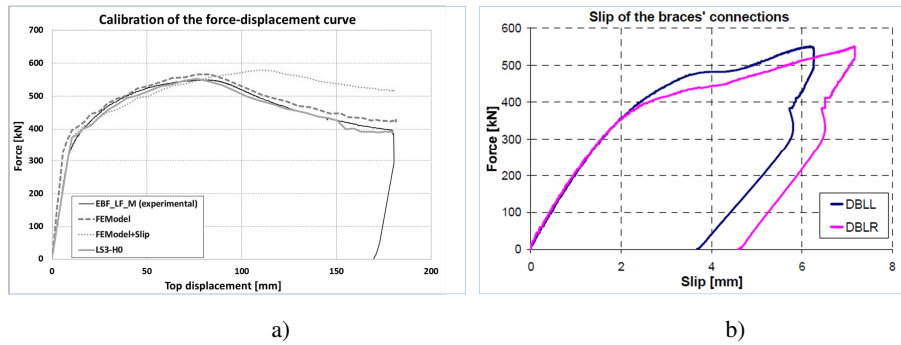 Calibration of the force-displacement curve
700
600
500
400
300
200
100
0
Force [kN]
EBF_LF_M (experimental)
FEModel
FEModel+Slip
LS3-H0
0 50 100 150 200
Top displacement [mm]
a)
Slip of the braces' connections
600
500
400
300
200
100
0
Force [kN]
DBLL
DBLR
0 2 4 6 8
Slip [mm]
b)